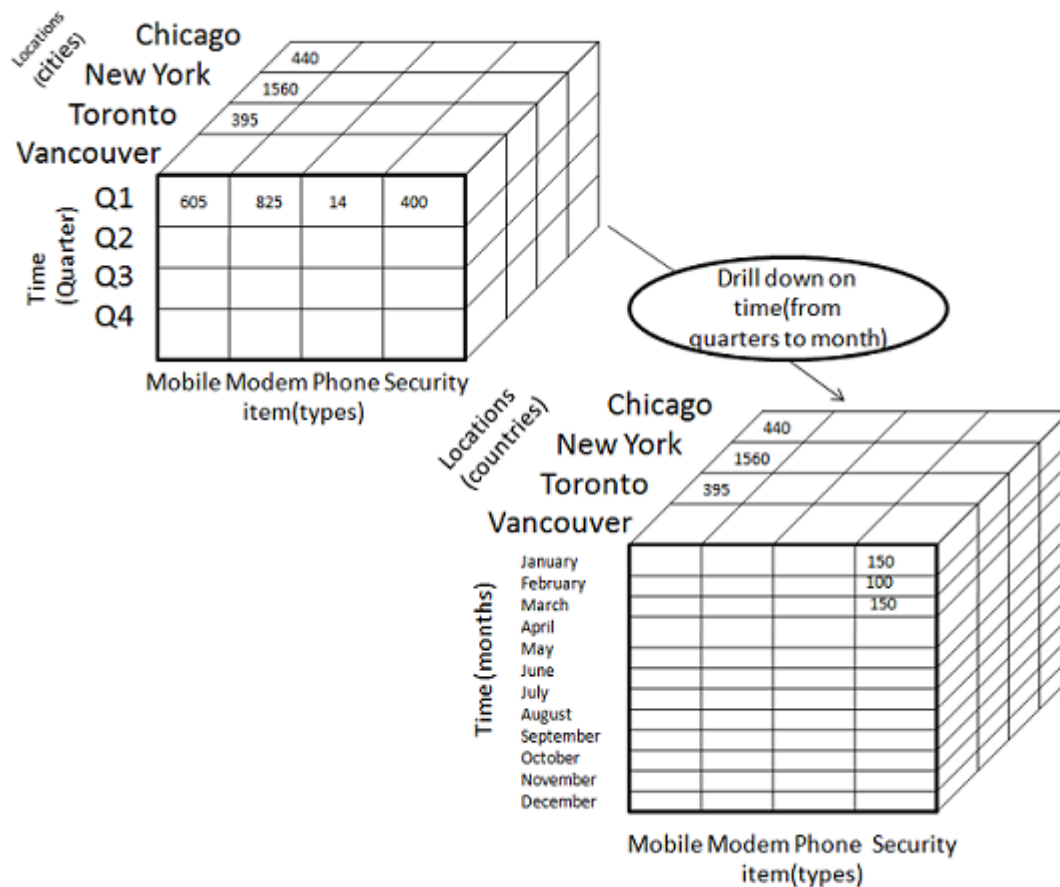 Locations
(cities)
Chicago
New York
Toronto
Vancouver
440
1560
395
Time
(Quarter)
Q1
Q2
Q3
Q4
605 825 14 400
Mobile Modem Phone Security
item(types)
Drill down on
time(from
quarters to month)
Locations
(countries)
Chicago
New York
Toronto
Vancouver
440
1560
395
Time (months)
January 150
February 100
March 150
April
May
June
July
August
September
October
November
December
Mobile Modem Phone Security
item(types)